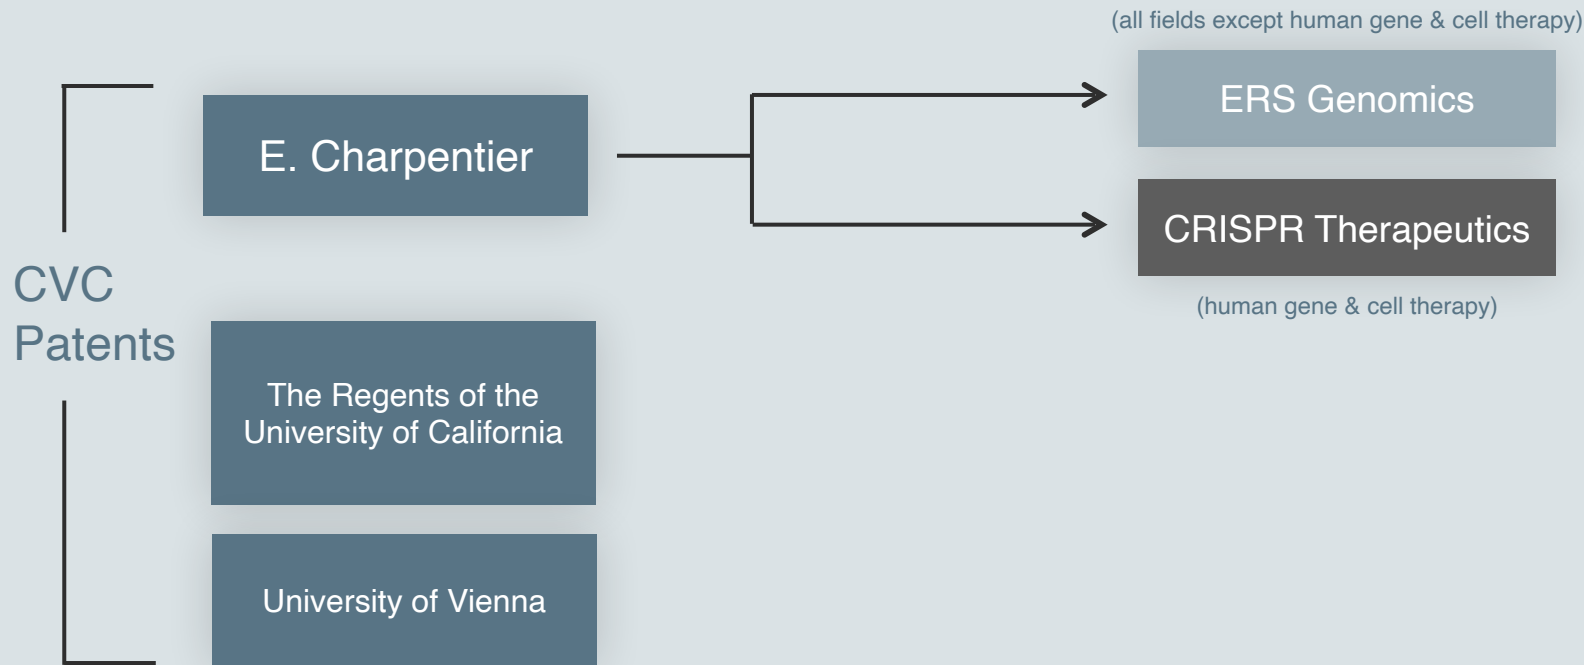 (all fields except human gene & cell therapy)
ERS Genomics
E. Charpentier
CRISPR Therapeutics
(human gene & cell therapy)
CVC
Patents
The Regents of the
University of California
University of Vienna